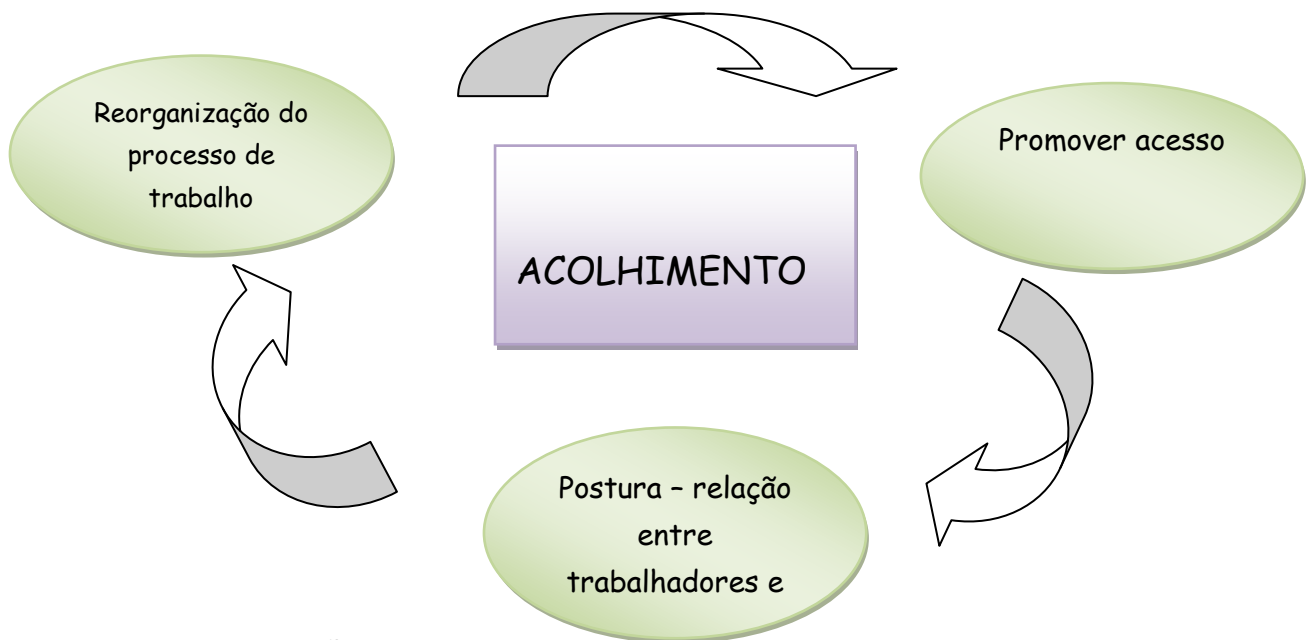 Reorganização do
processo de
trabalho
Promover acesso
ACOLHIMENTO
Postura – relação
entre
trabalhadores e